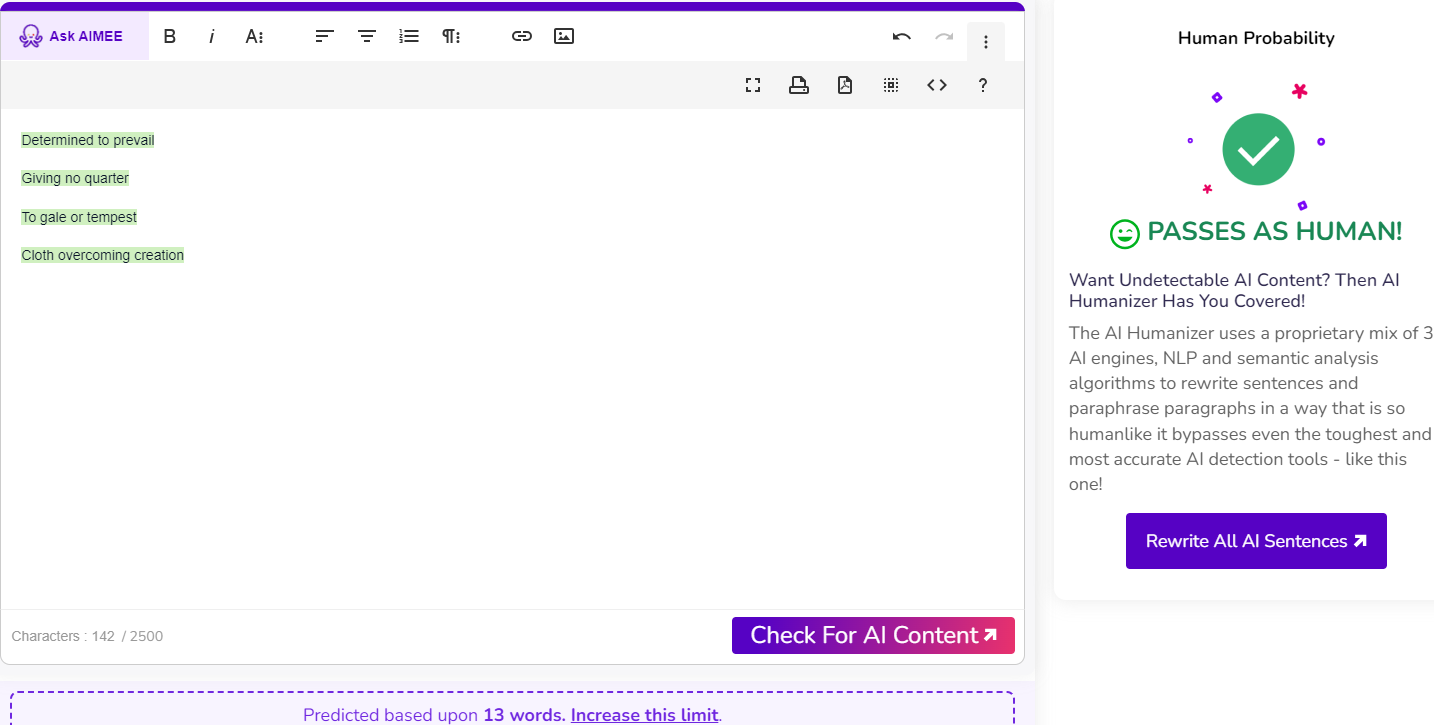 Ask AIMEE B i A
?
Determined to prevail
Giving no quarter
To gale or tempest
Cloth overcoming creation
Characters : 142 / 2500
Check For AI Content
Predicted based upon 13 words. Increase this limit.
Human Probability
PASSES AS HUMAN!
Want Undetectable AI Content? Then AI
Humanizer Has You Covered!
The AI Humanizer uses a proprietary mix of 3
AI engines, NLP and semantic analysis
algorithms to rewrite sentences and
paraphrase paragraphs in a way that is so
humanlike it bypasses even the toughest and
most accurate AI detection tools - like this
one!
Rewrite All AI Sentences